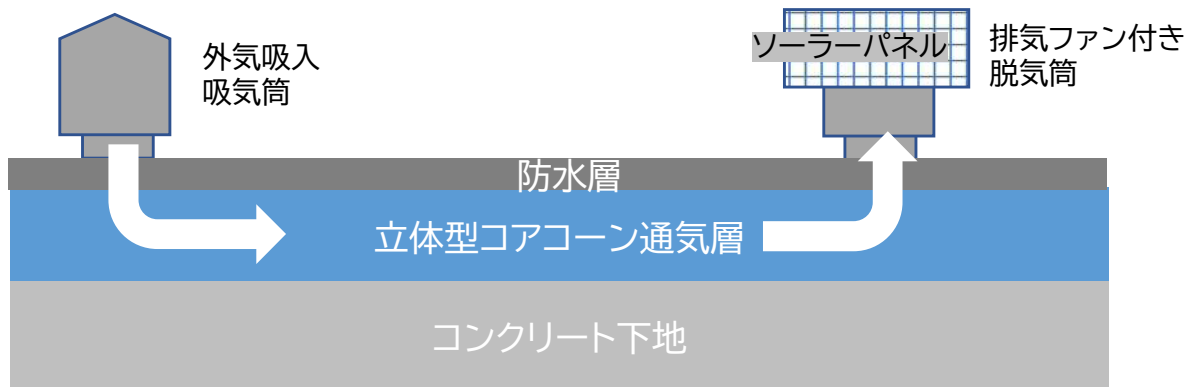 外気吸入
吸気筒
ソーラーパネル
排気ファン付き
脱気筒
防水層
立体型コアコーン通気層
コンクリート下地